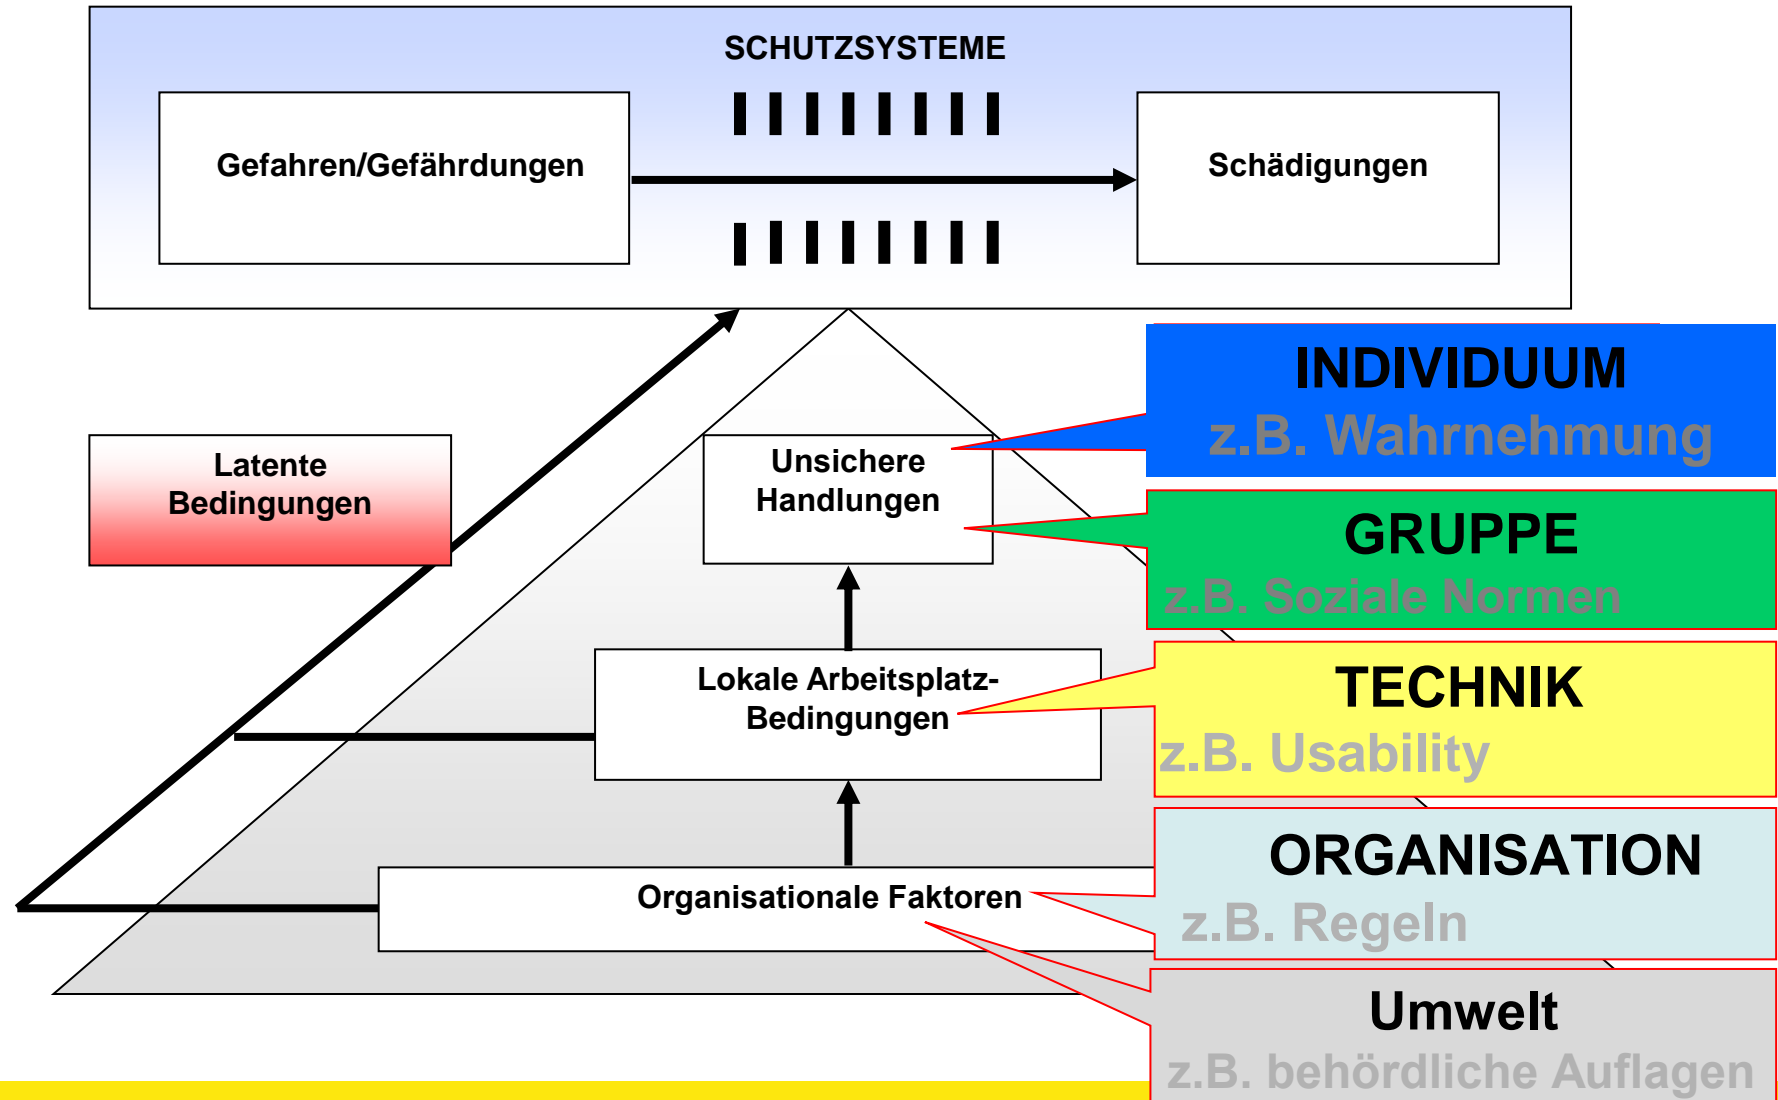 SCHUTZSYSTEME
Gefahren/Gefährdungen
Schädigungen
INDIVIDUUM
z.B. Wahrnehmung
Latente
Bedingungen
Unsichere
Handlungen
GRUPPE
z.B. Soziale Normen
Lokale Arbeitsplatz-
Bedingungen
TECHNIK
z.B. Usability
Organisationale Faktoren
ORGANISATION
z.B. Regeln
Umwelt
z.B. behördliche Auflagen